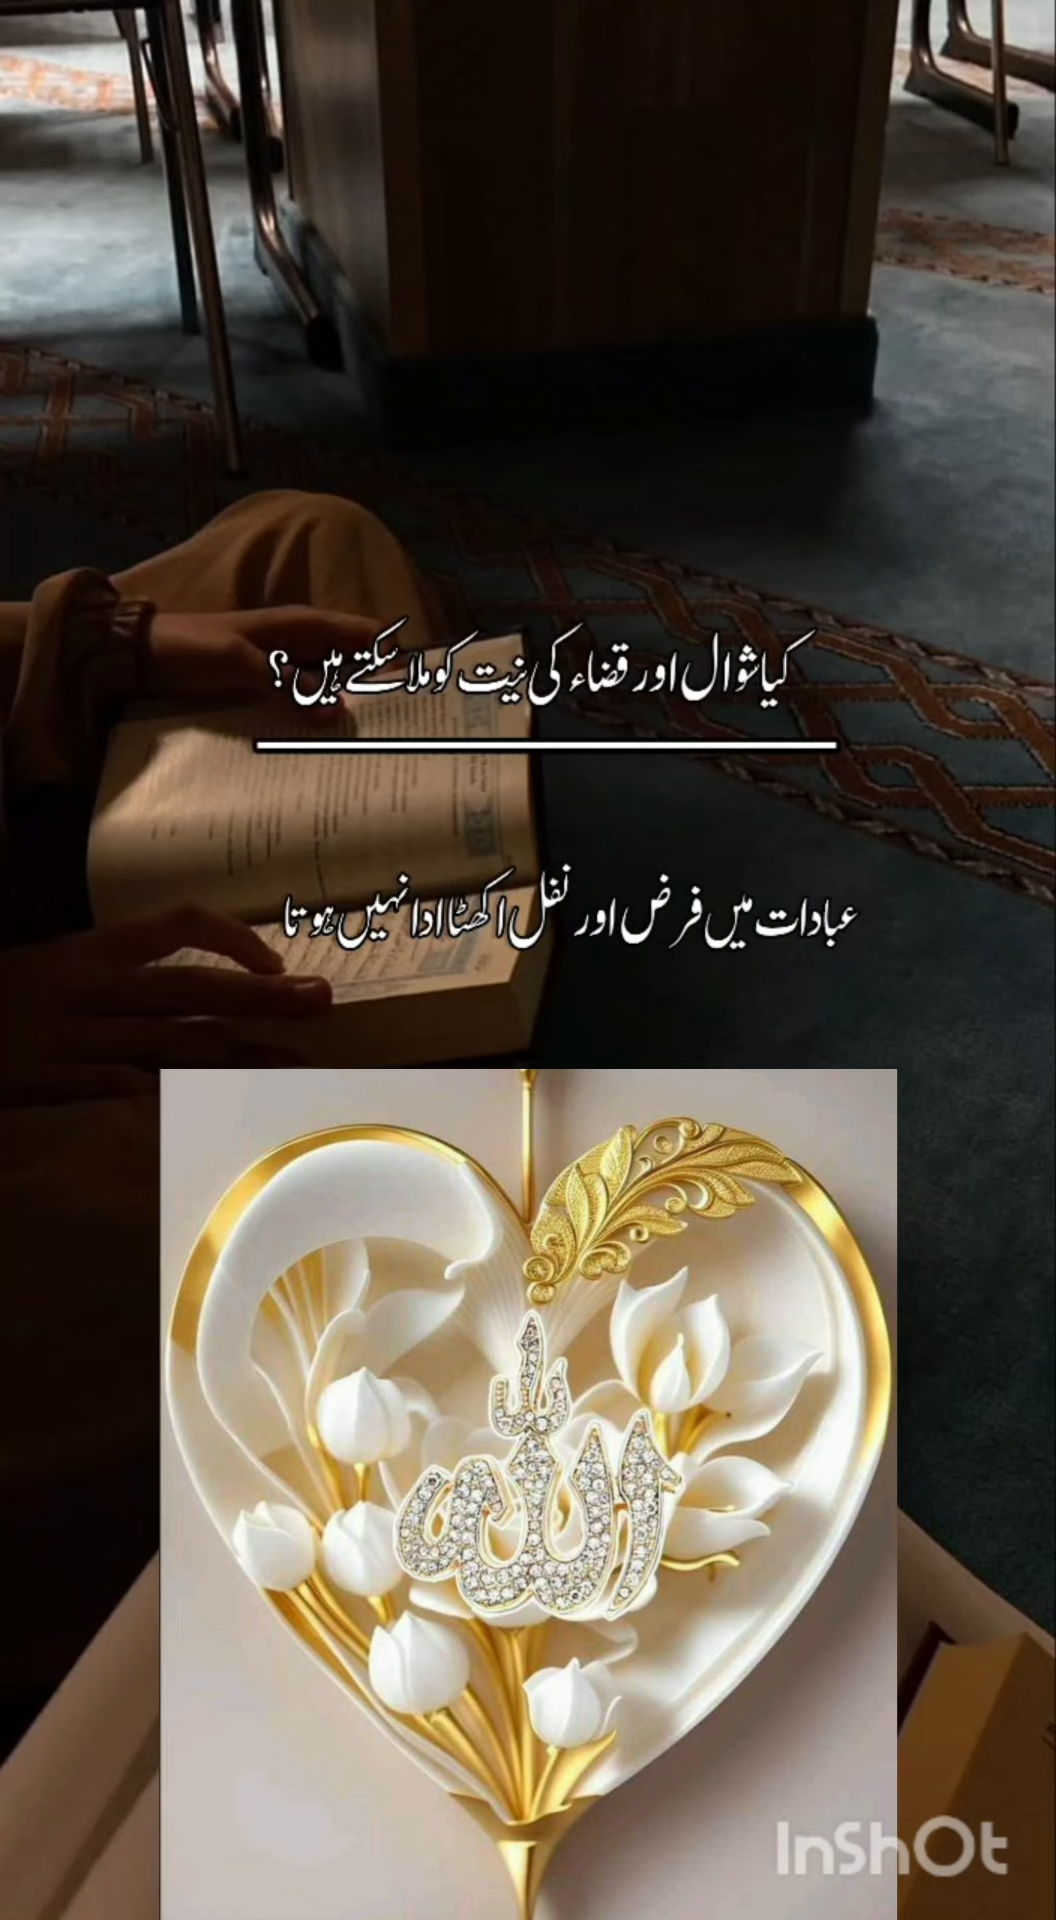 کیا شوال اور قضاء کی نیت کو ملا سکتے ہیں؟
عبادات میں فرض اور نفل اکھٹا ادا نہیں ہوتا
الله
InShOt